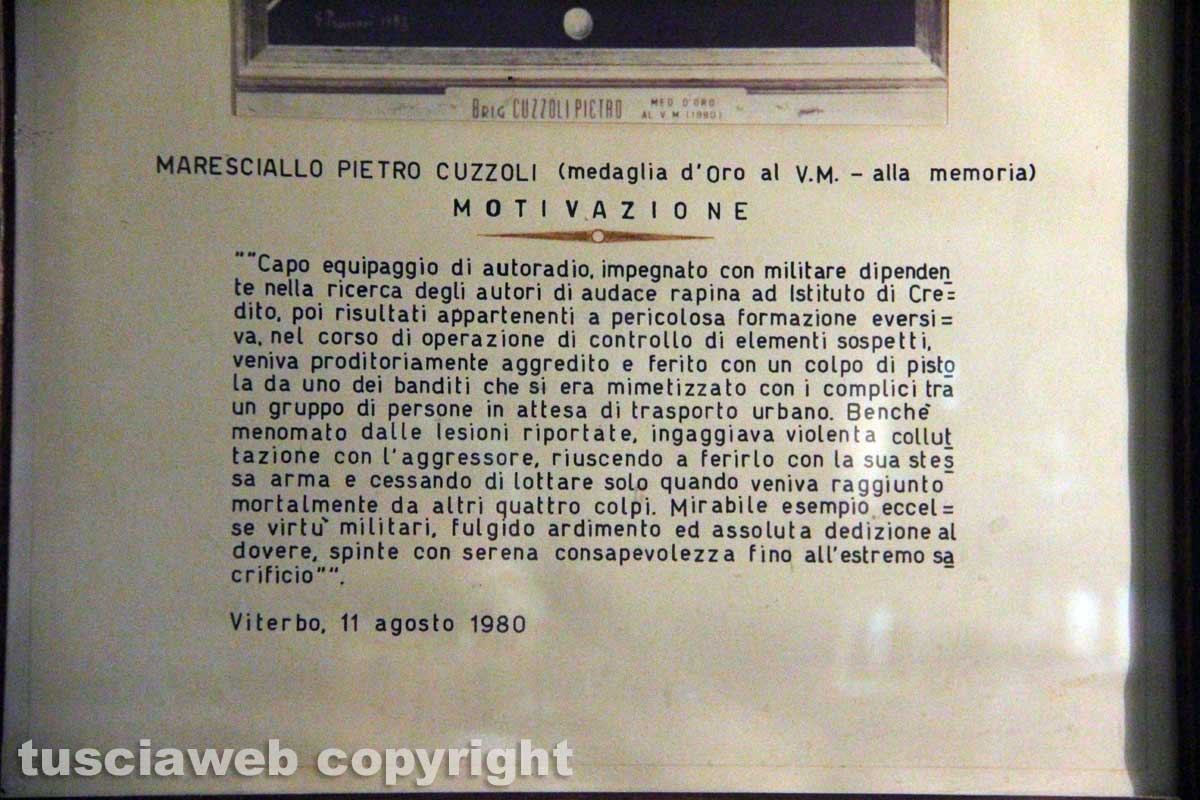 BRIG CUZZOLI PIETRO MED D'ORO
AL V.M (1980)
MARESCIALLO PIETRO CUZZOLI (medaglia d'Oro al V.M. - alla memoria)
MOTIVAZIONE
""Capo equipaggio di autoradio, impegnato con militare dipenden
te nella ricerca degli autori di audace rapina ad Istituto di Cre=
dito, poi risultati appartenenti a pericolosa formazione eversi=
va, nel corso di operazione di controllo di elementi sospetti,
veniva proditoriamente aggredito e ferito con un colpo di pisto
la da uno dei banditi che si era mimetizzato con i complici tra
un gruppo di persone in attesa di trasporto urbano. Benchè
menomato dalle lesioni riportate, ingaggiava violenta collut
tazione con l'aggressore, riuscendo a ferirlo con la sua stes
sa arma e cessando di lottare solo quando veniva raggiunto
mortalmente da altri quattro colpi. Mirabile esempio eccel=
se virtù militari, fulgido ardimento ed assoluta dedizione al
dovere, spinte con serena consapevolezza fino all'estremo sa
crificio"".
Viterbo, 11 agosto 1980
tusciaweb copyright